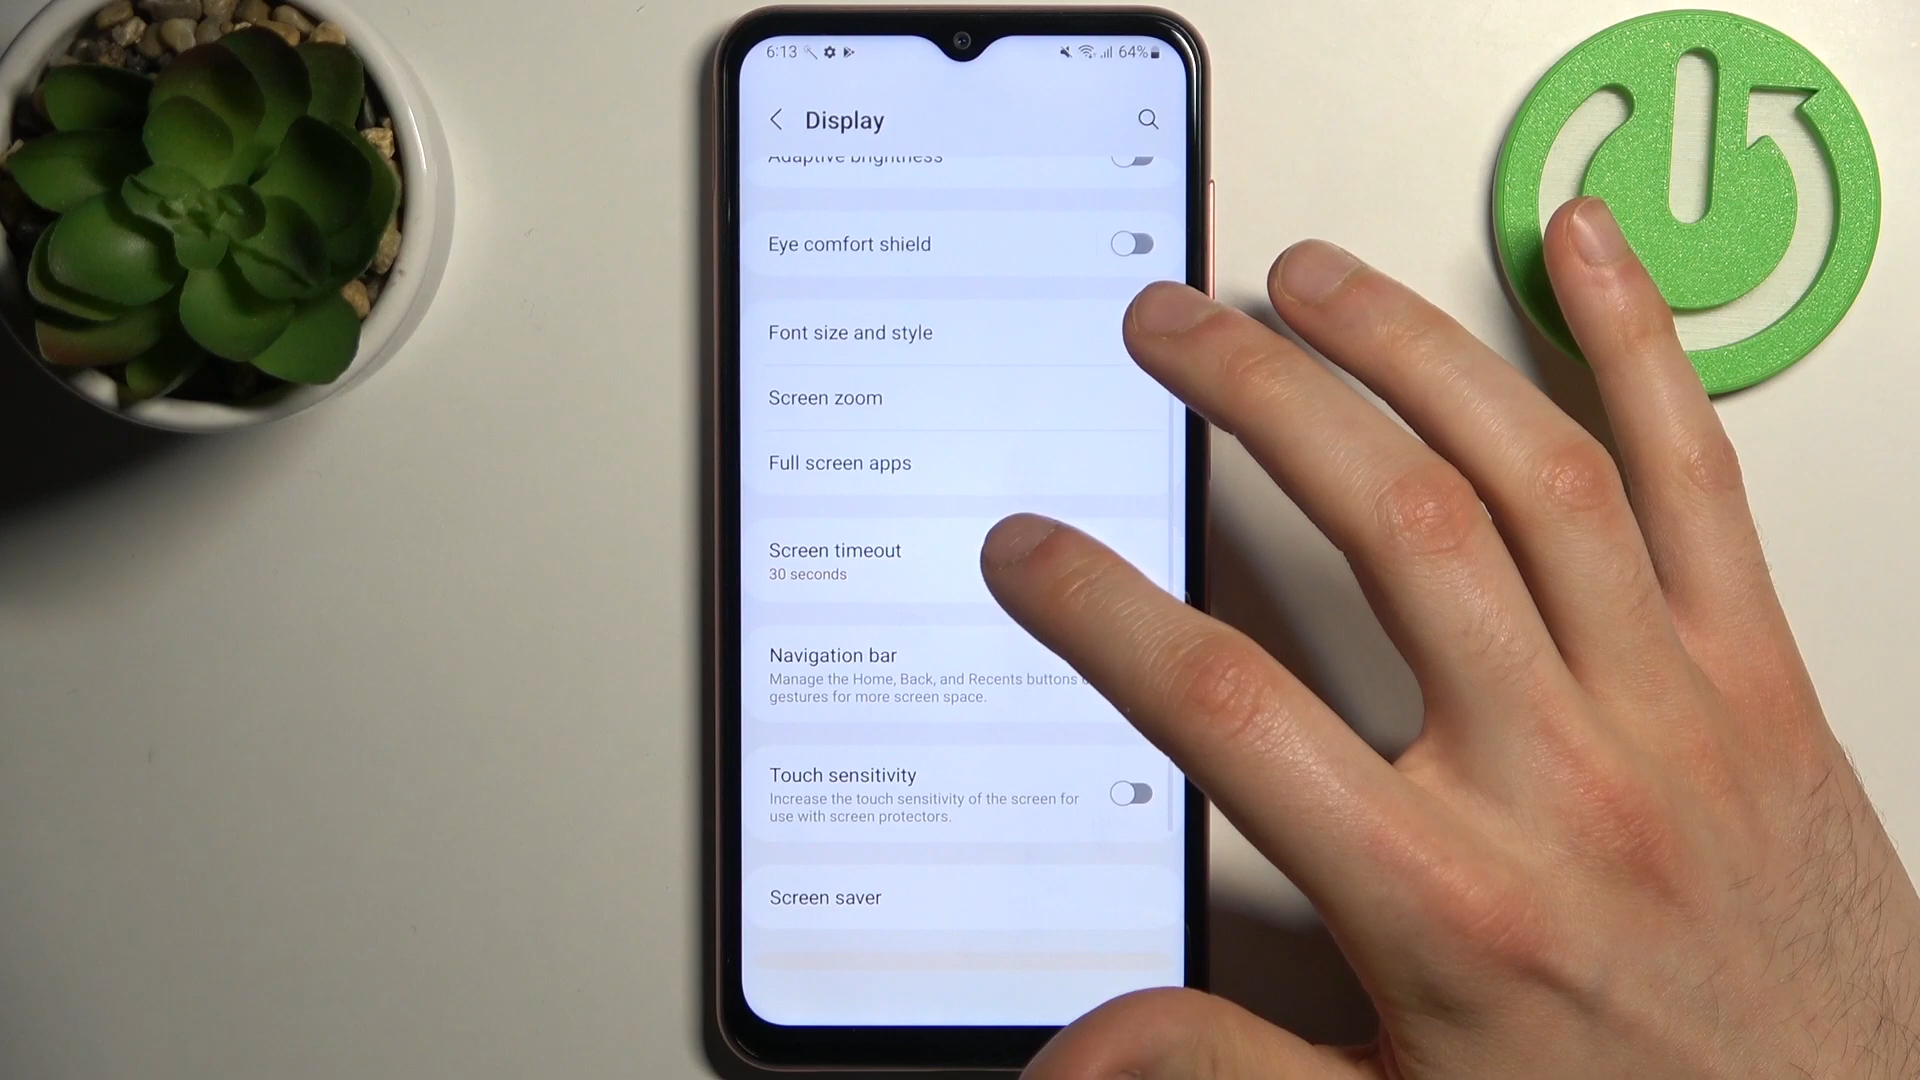 6:13
64%
Display
Adaptive brightness
Eye comfort shield
Font size and style
Screen zoom
Full screen apps
Screen timeout
30 seconds
Navigation bar
Manage the Home, Back, and Recents buttons
gestures for more screen space.
Touch sensitivity
Increase the touch sensitivity of the screen for
use with screen protectors.
Screen saver